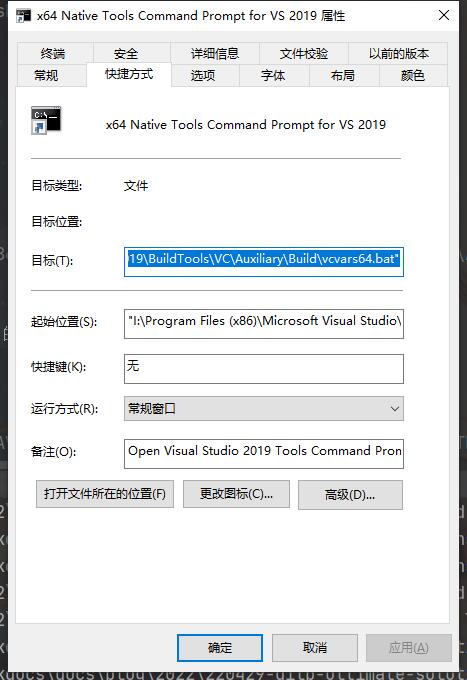 x64 Native Tools Command Prompt for VS 2019 属性
终端 安全 详细信息 文件校验 以前的版本
常规 快捷方式 选项 字体 布局 颜色
x64 Native Tools Command Prompt for VS 2019
目标类型: 文件
目标位置:
目标(T): 19\BuildTools\VC\Auxiliary\Build\vcvars64.bat"
起始位置(S): "I:\Program Files (x86)\Microsoft Visual Studio\
快捷键(K): 无
运行方式(R): 常规窗口
备注(O): Open Visual Studio 2019 Tools Command Pron
打开文件所在的位置(F) 更改图标(C)... 高级(D)...
确定 取消 应用(A)